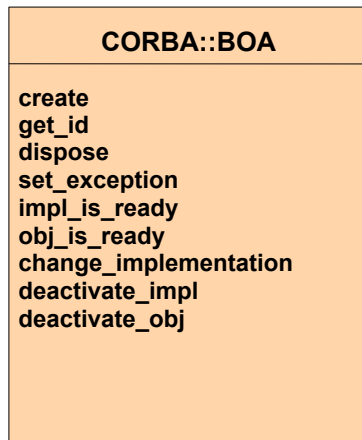 CORBA::BOA
create
get_id
dispose
set_exception
impl_is_ready
obj_is_ready
change_implementation
deactivate_impl
deactivate_obj